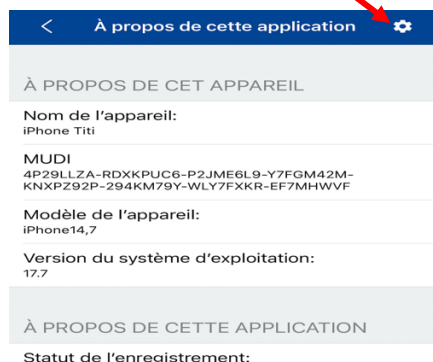 À propos de cette application
À PROPOS DE CET APPAREIL
Nom de l'appareil:
iPhone Titi
MUDI
4P29LLZA-RDXKPUC6-P2JME6L9-Y7FGM42M-
KNXPZ92P-294KM79Y-WLY7FXKR-EF7MHWVF
Modèle de l'appareil:
iPhone14,7
Version du système d'exploitation:
17.7
À PROPOS DE CETTE APPLICATION
Statut de l'enregistrement: